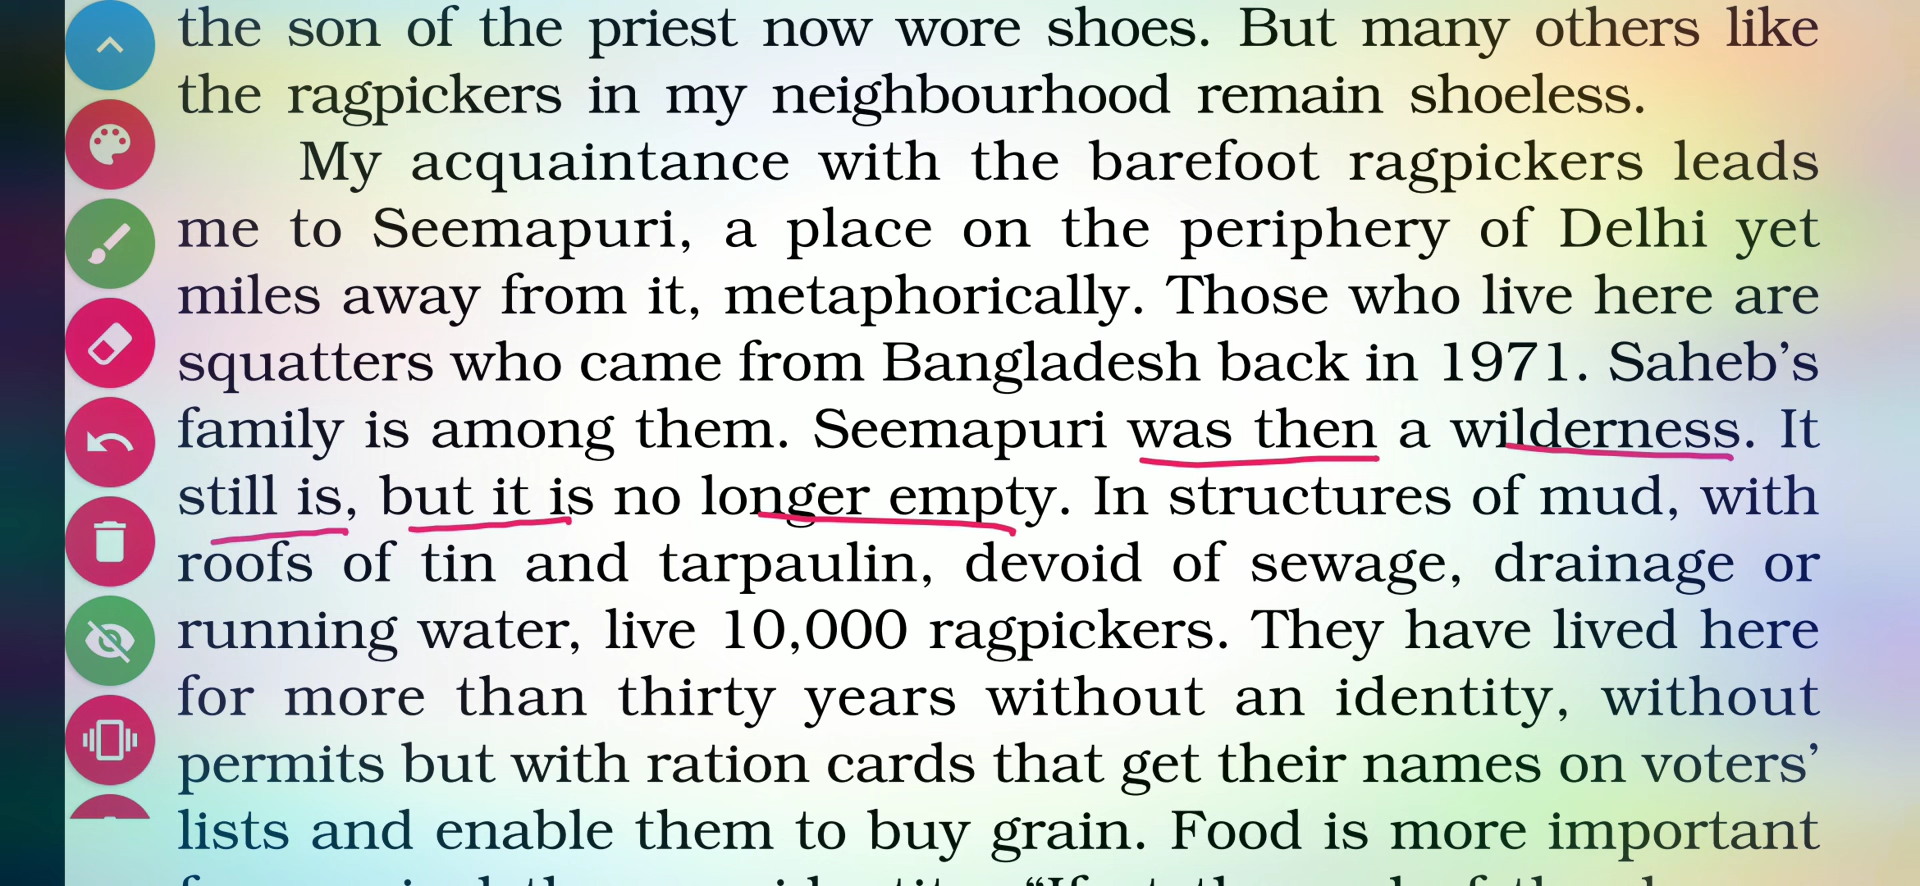 the son of the priest now wore shoes. But many others like
the ragpickers in my neighbourhood remain shoeless.
My acquaintance with the barefoot ragpickers leads
me to Seemapuri, a place on the periphery of Delhi yet
miles away from it, metaphorically. Those who live here are
squatters who came from Bangladesh back in 1971. Saheb’s
family is among them. Seemapuri was then a wilderness. It
still is, but it is no longer empty. In structures of mud, with
roofs of tin and tarpaulin, devoid of sewage, drainage or
running water, live 10,000 ragpickers. They have lived here
for more than thirty years without an identity, without
permits but with ration cards that get their names on voters’
lists and enable them to buy grain. Food is more important